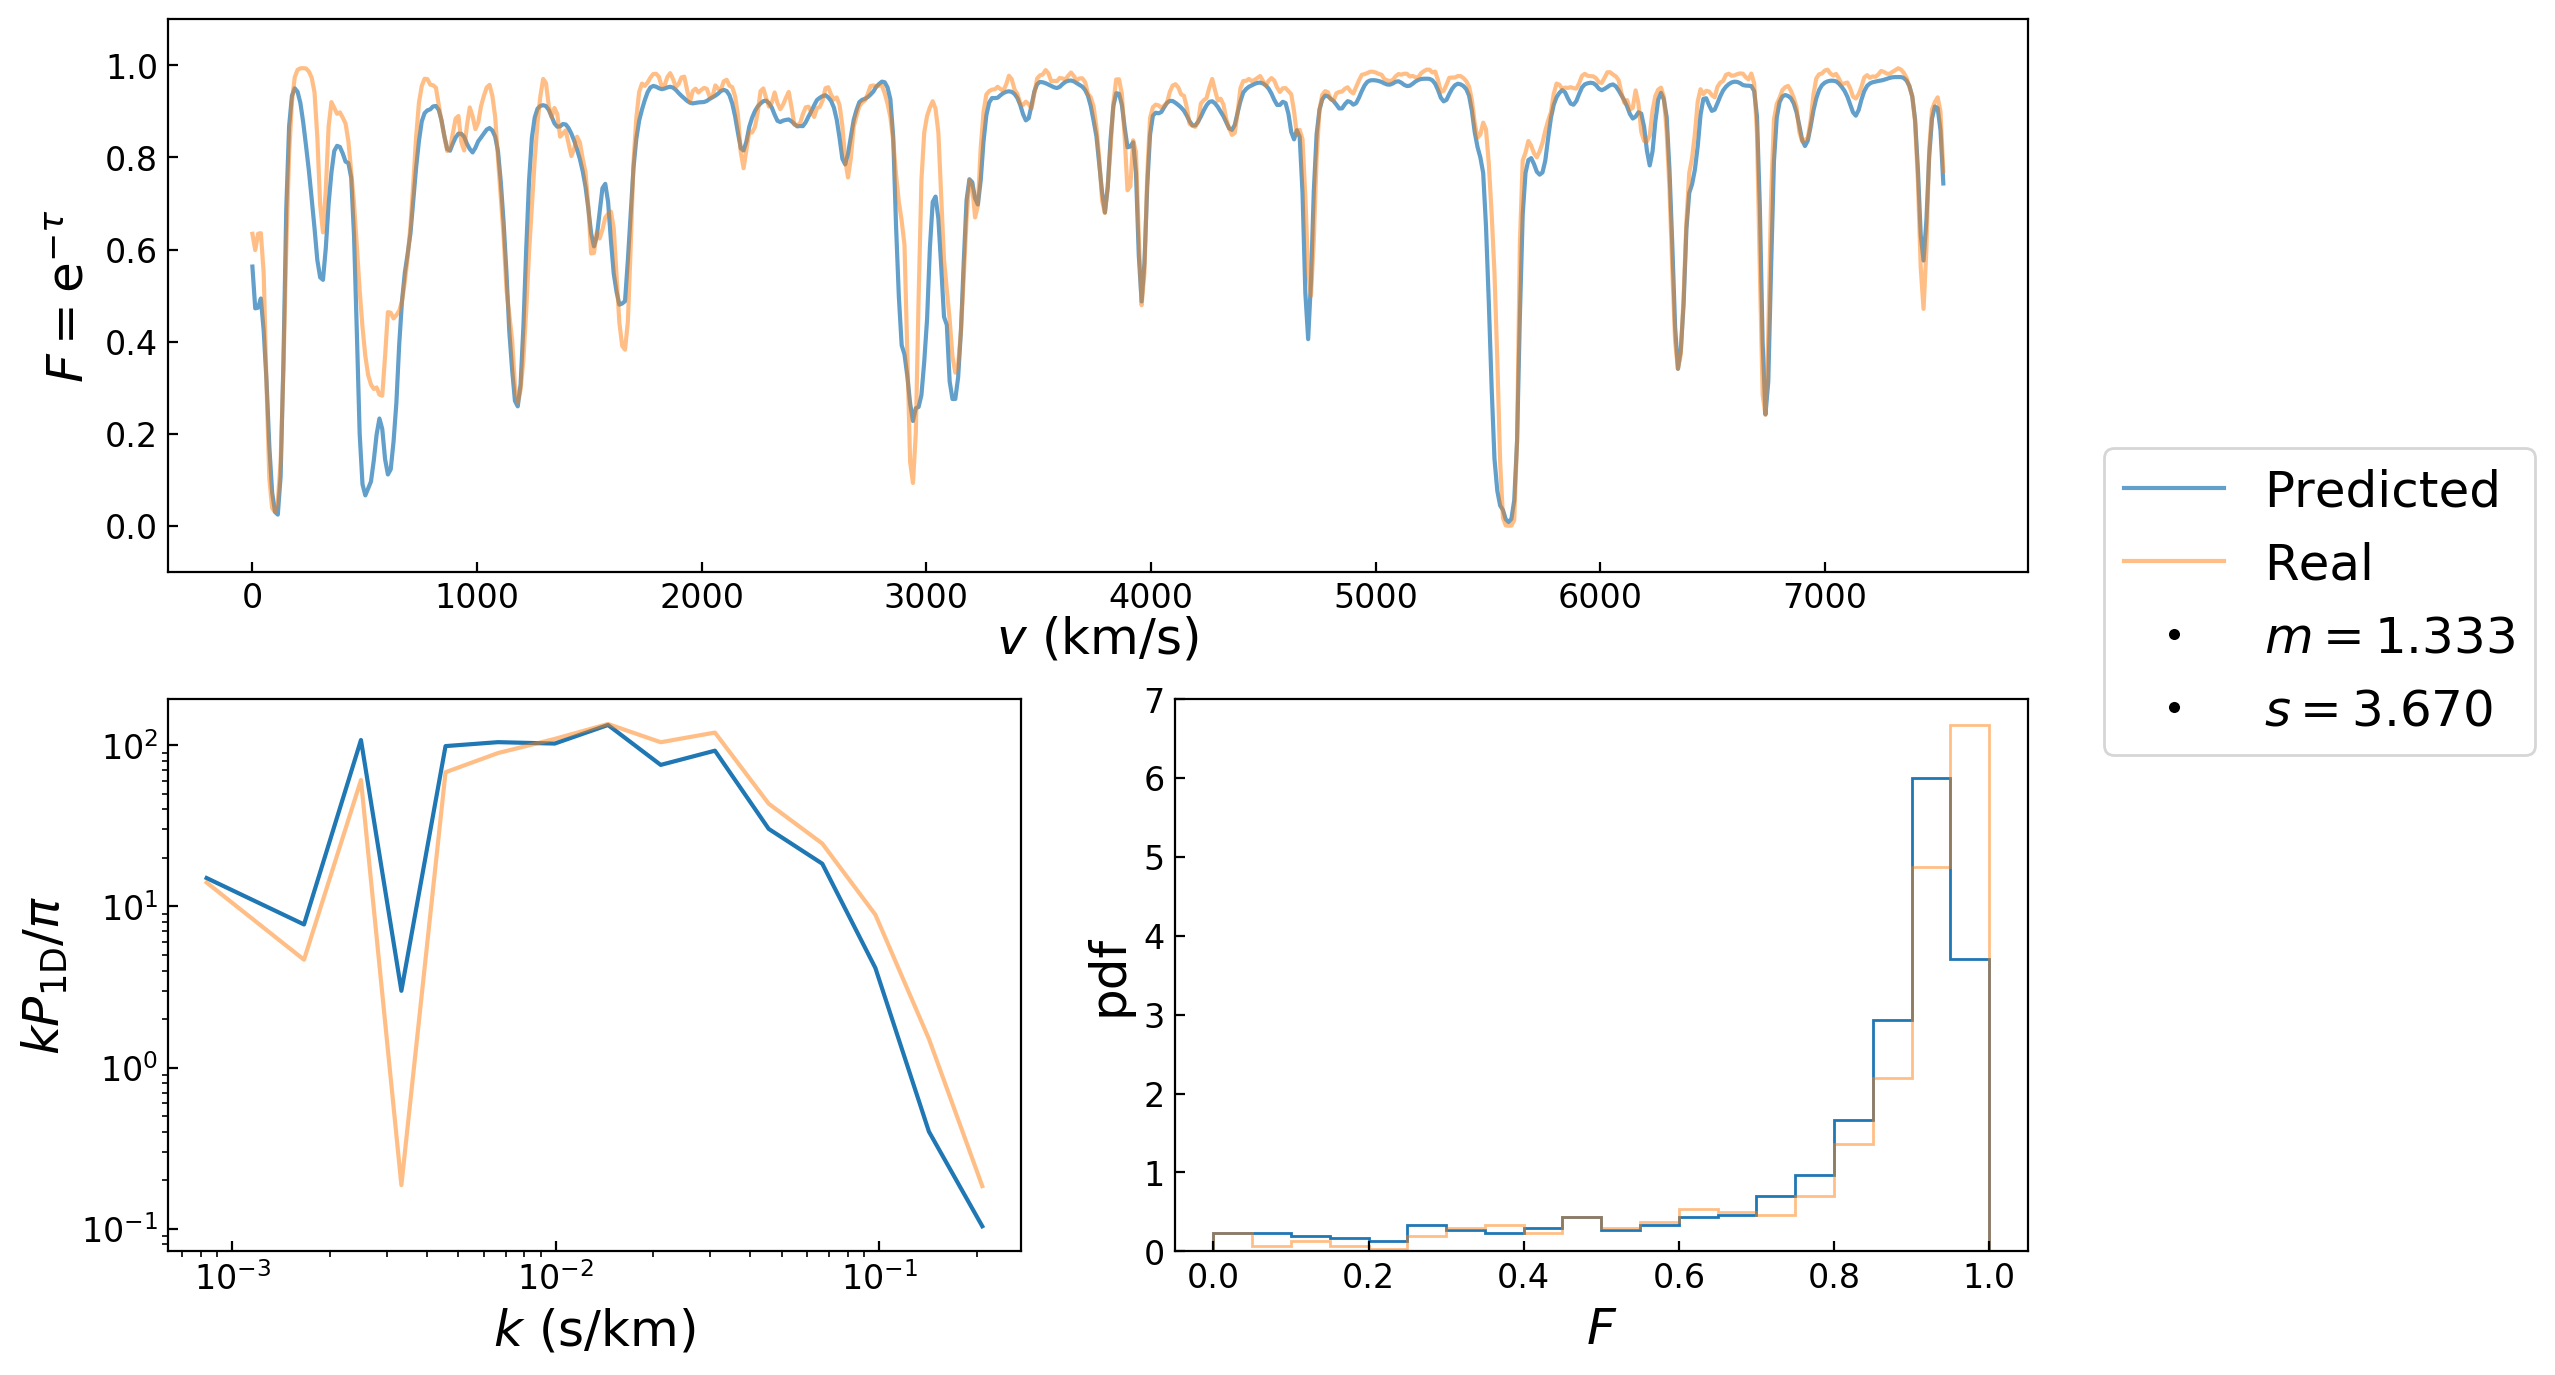 1.0
0.8
0.6
0.4
0.2
0.0
F = e^{-τ}
0 1000 2000 3000 4000 5000 6000 7000
v (km/s)
Predicted
Real
m = 1.333
s = 3.670
10^2
10^1
10^0
10^{-1}
kP_{1D}/π
10^{-3} 10^{-2} 10^{-1}
k (s/km)
7
6
5
4
3
2
1
0
pdf
0.0 0.2 0.4 0.6 0.8 1.0
F